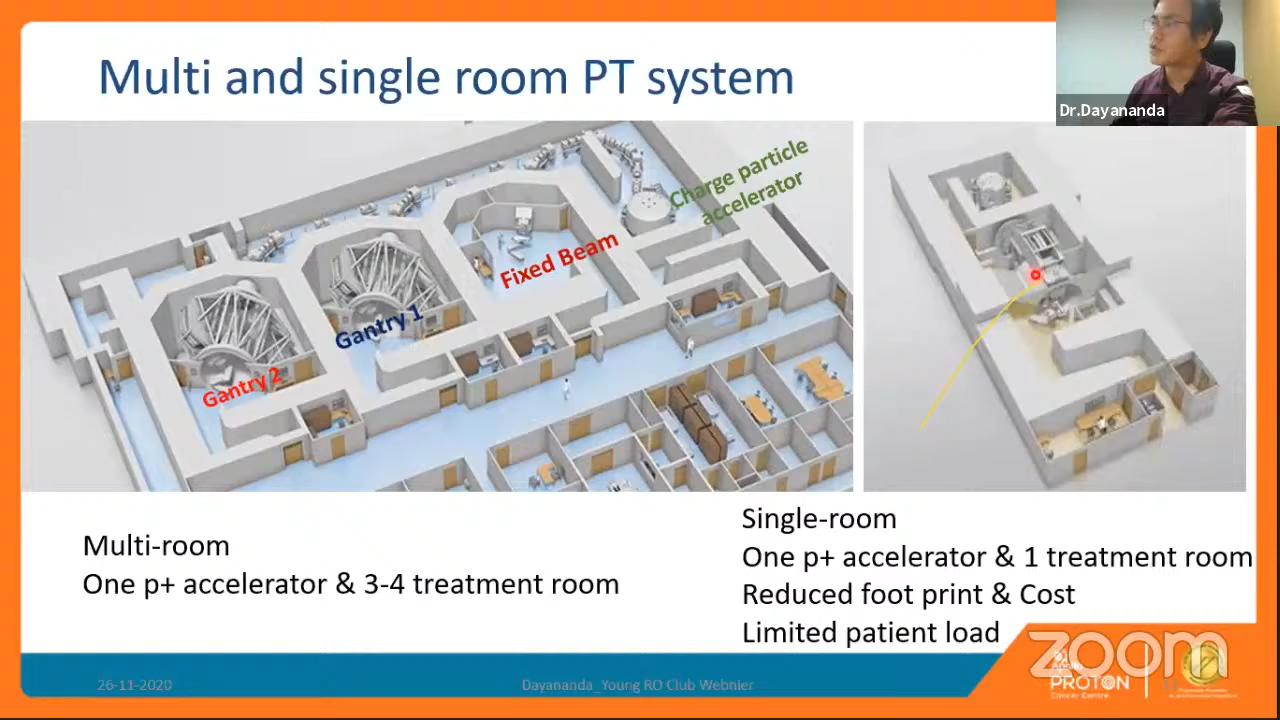 Multi and single room PT system
Dr.Dayananda
Charge particle
accelerator
Fixed Beam
Gantry 1
Gantry 2
Multi-room
One p+ accelerator & 3-4 treatment room
Single-room
One p+ accelerator & 1 treatment room
Reduced foot print & Cost
Limited patient load
zoom
PROTON
Cancer Centre
26-11-2020
Dayananda_Young RO Club Webnier